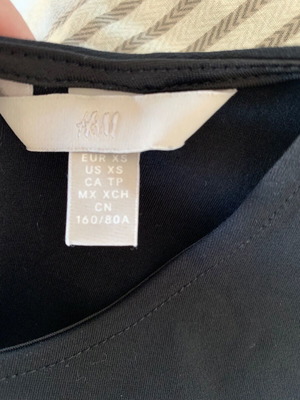 H&M
EUR XS
US XS
CA TP
MX XCH
CN
160/80A